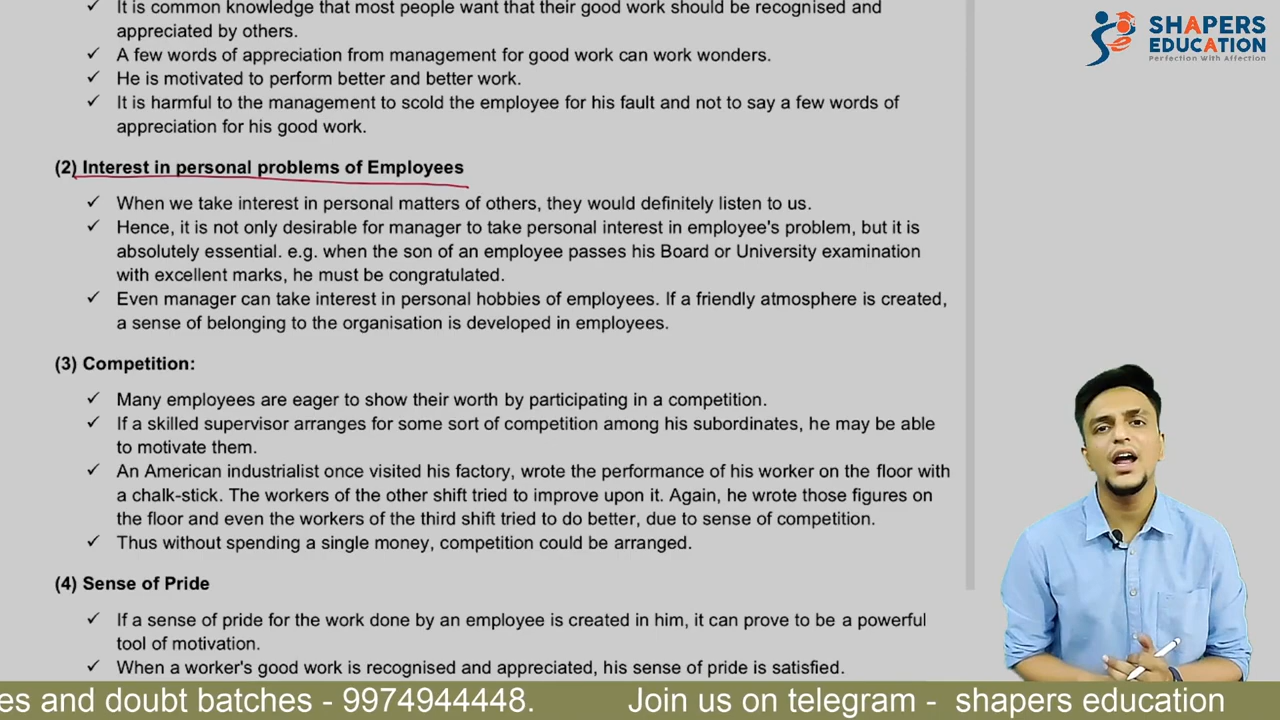 It is common knowledge that most people want that their good work should be recognised and
appreciated by others.
A few words of appreciation from management for good work can work wonders.
He is motivated to perform better and better work.
It is harmful to the management to scold the employee for his fault and not to say a few words of
appreciation for his good work.
(2) Interest in personal problems of Employees
When we take interest in personal matters of others, they would definitely listen to us.
Hence, it is not only desirable for manager to take personal interest in employee's problem, but it is
absolutely essential. e.g. when the son of an employee passes his Board or University examination
with excellent marks, he must be congratulated.
Even manager can take interest in personal hobbies of employees. If a friendly atmosphere is created,
a sense of belonging to the organisation is developed in employees.
(3) Competition:
Many employees are eager to show their worth by participating in a competition.
If a skilled supervisor arranges for some sort of competition among his subordinates, he may be able
to motivate them.
An American industrialist once visited his factory, wrote the performance of his worker on the floor with
a chalk-stick. The workers of the other shift tried to improve upon it. Again, he wrote those figures on
the floor and even the workers of the third shift tried to do better, due to sense of competition.
Thus without spending a single money, competition could be arranged.
(4) Sense of Pride
If a sense of pride for the work done by an employee is created in him, it can prove to be a powerful
tool of motivation.
When a worker's good work is recognised and appreciated, his sense of pride is satisfied.
SHAPERS
EDUCATION
Perfection With Affection
es and doubt batches - 9974944448. Join us on telegram - shapers education